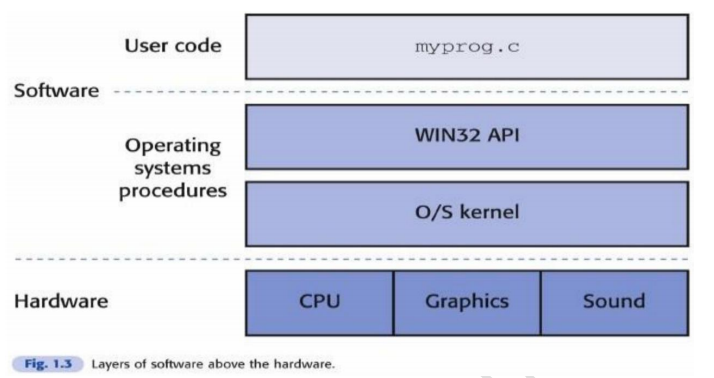 User code
myprog.c
Software
Operating
systems
procedures
WIN32 API
O/S kernel
Hardware
CPU
Graphics
Sound
Fig. 1.3 Layers of software above the hardware.